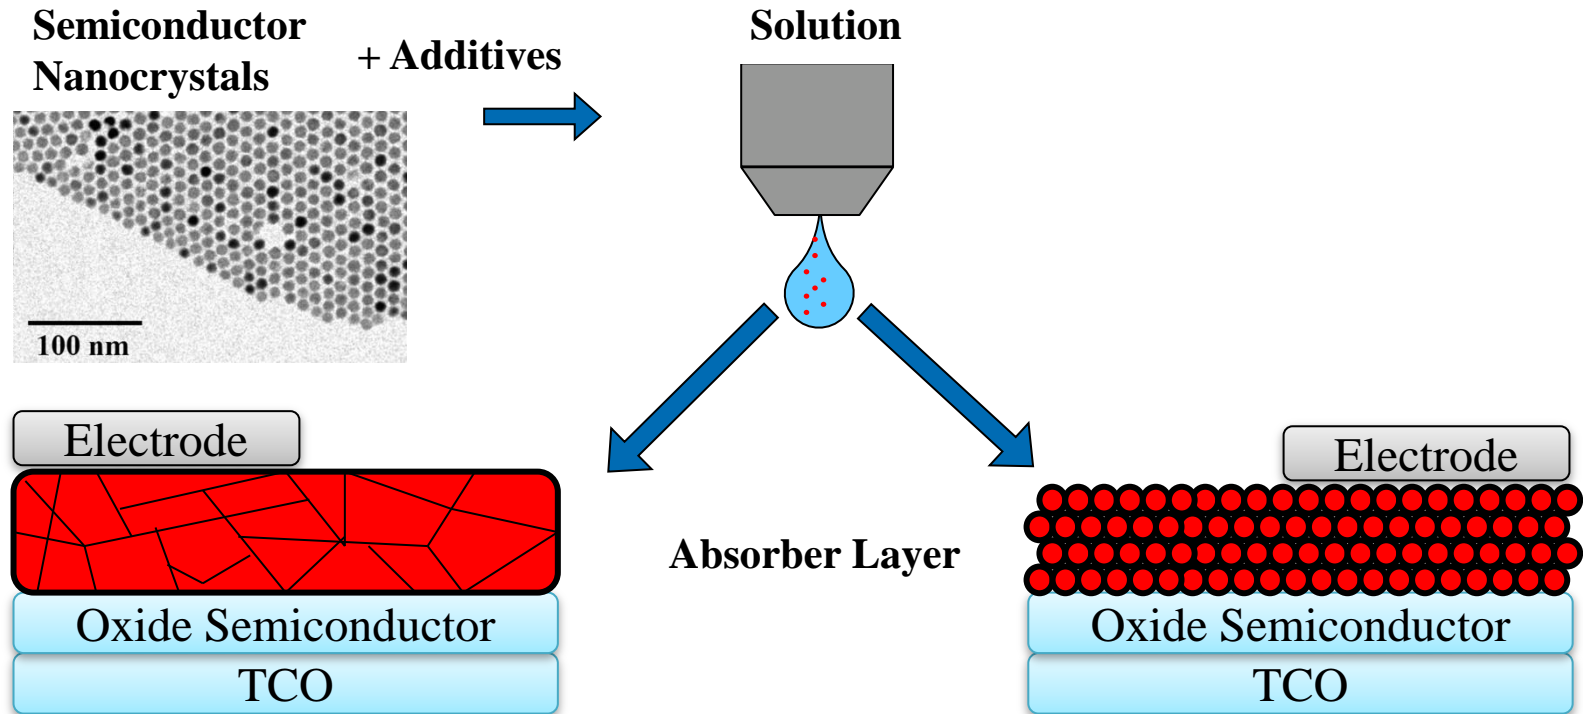 Semiconductor
Nanocrystals
+ Additives
Solution
100 nm
Electrode
Electrode
Absorber Layer
Oxide Semiconductor
Oxide Semiconductor
TCO
TCO